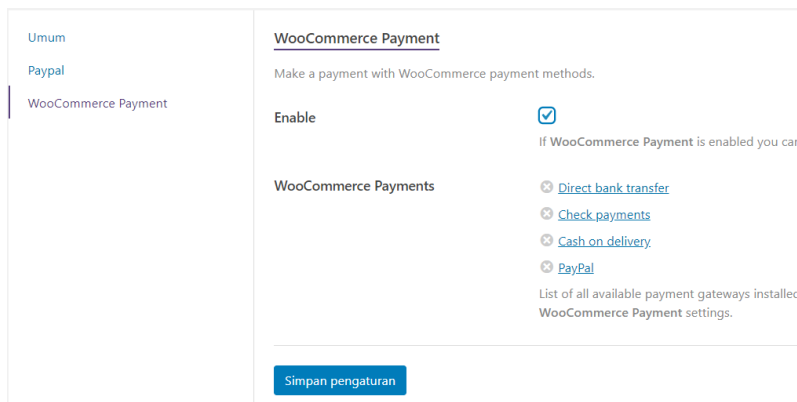 Umum
Paypal
WooCommerce Payment
WooCommerce Payment
Make a payment with WooCommerce payment methods.
Enable
If WooCommerce Payment is enabled you
WooCommerce Payments
Direct bank transfer
Check payments
Cash on delivery
PayPal
List of all available payment gateways installed
WooCommerce Payment settings.
Simpan pengaturan